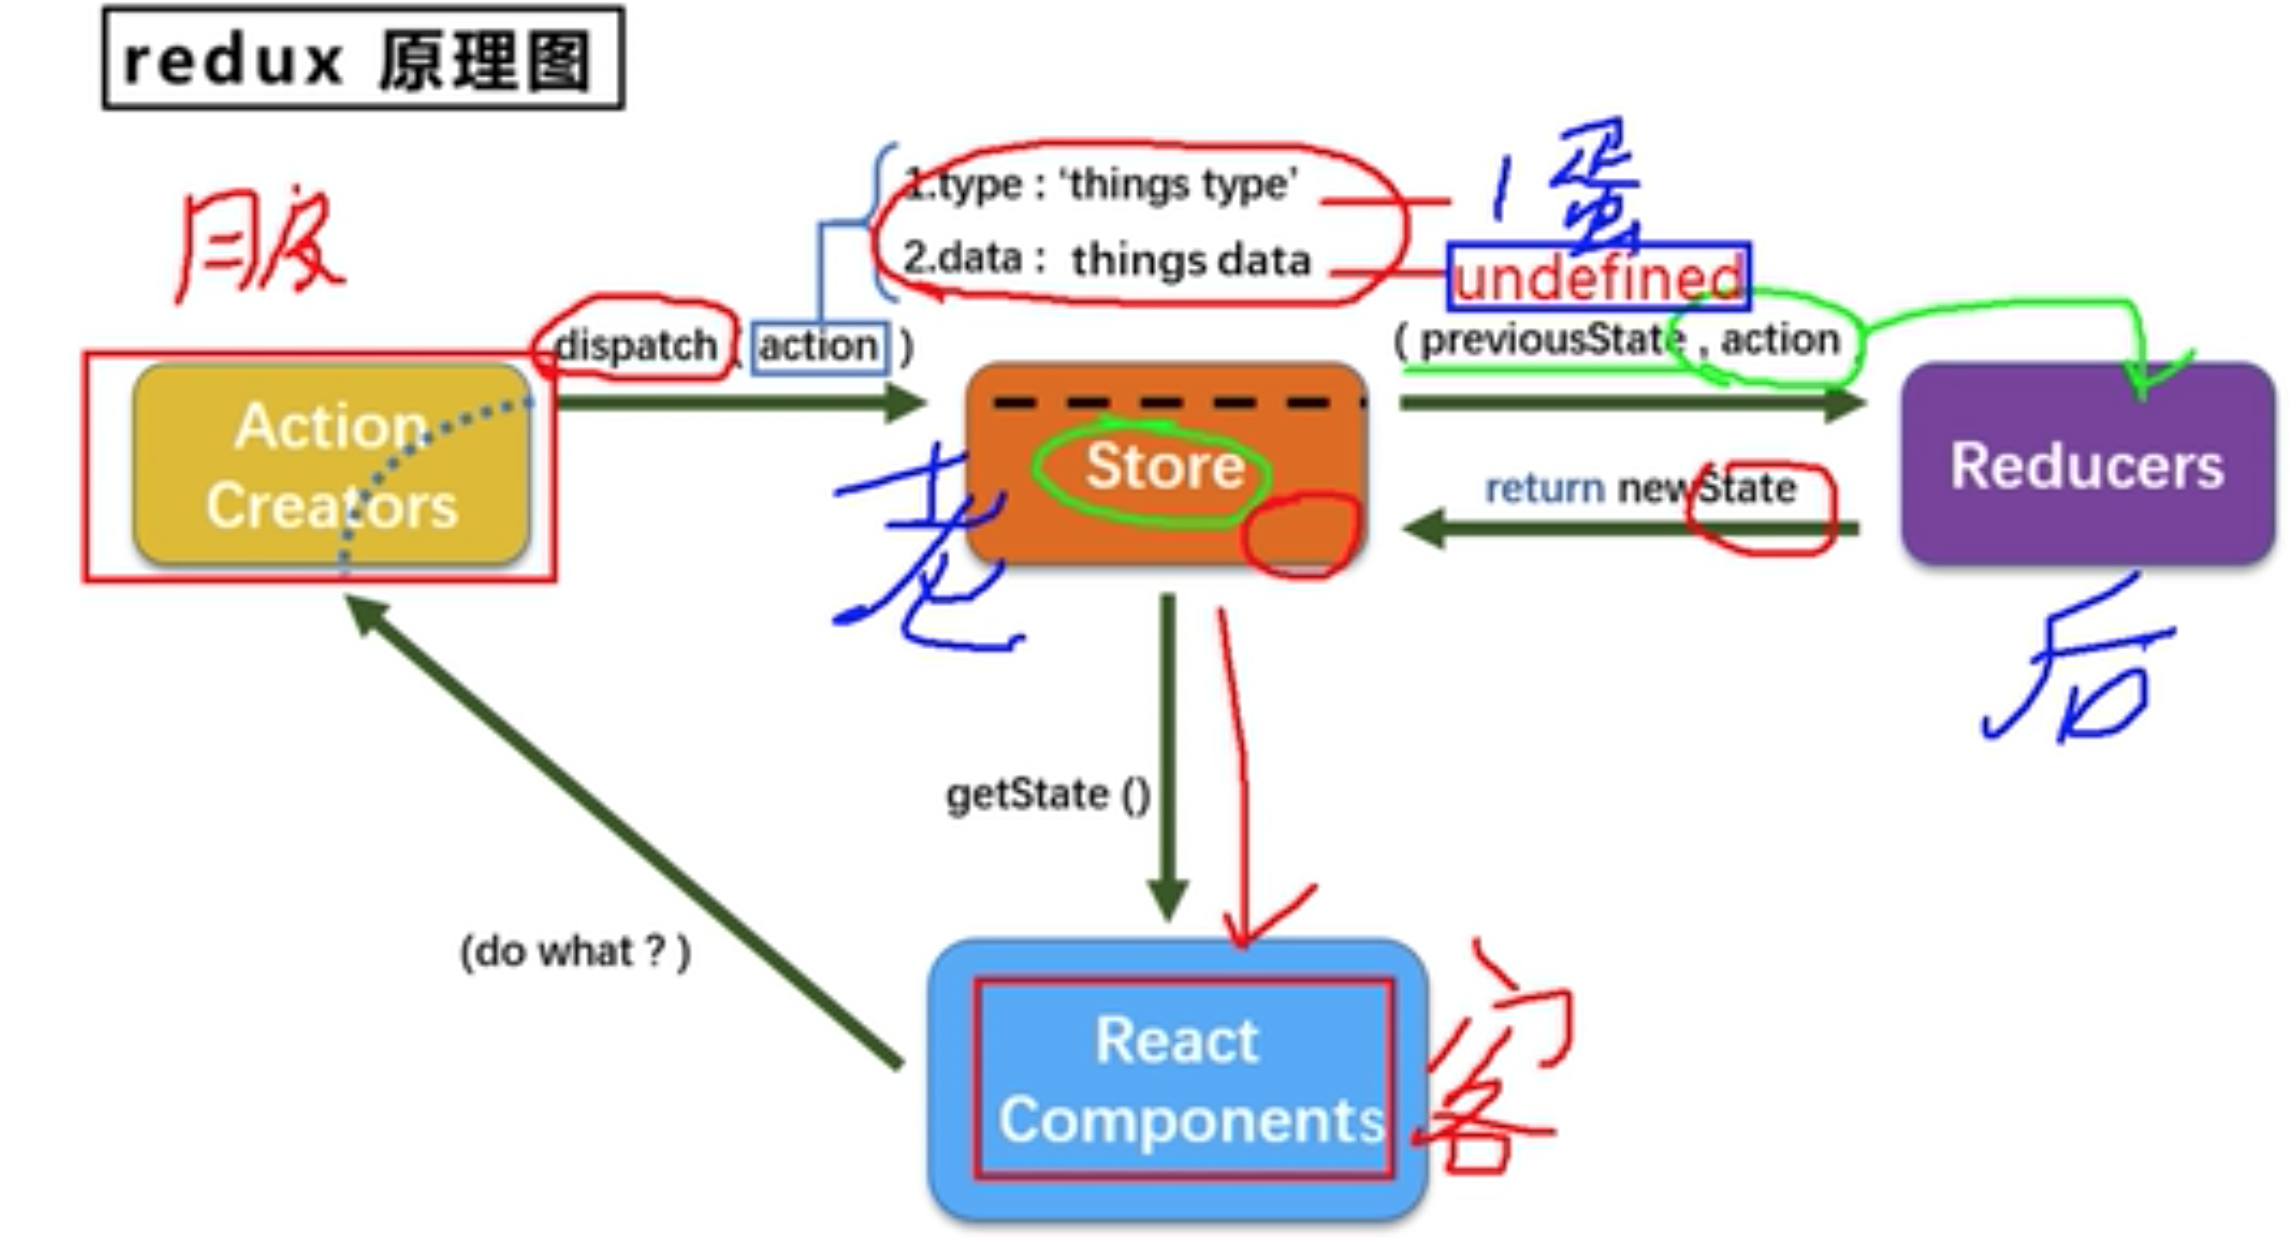 redux 原理图
1.type : ‘things type’
1 蛋
2.data : things data
undefined
服
dispatch ( action )
( previousState , action
Action
Creators
Store
Reducers
return newState
老
后
getState ()
(do what ? )
React
Components
客